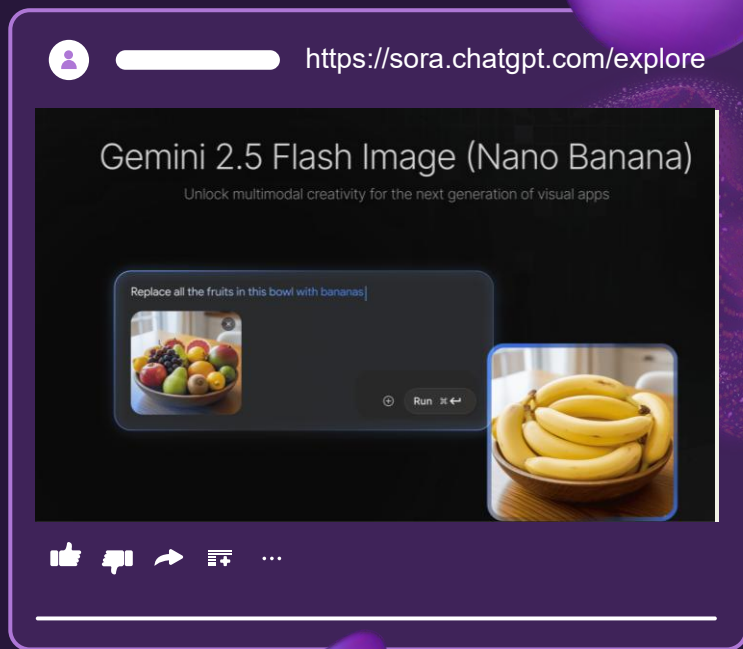 https://sora.chatgpt.com/explore
Gemini 2.5 Flash Image (Nano Banana)
Unlock multimodal creativity for the next generation of visual apps
Replace all the fruits in this bowl with bananas
Run ⌘↵